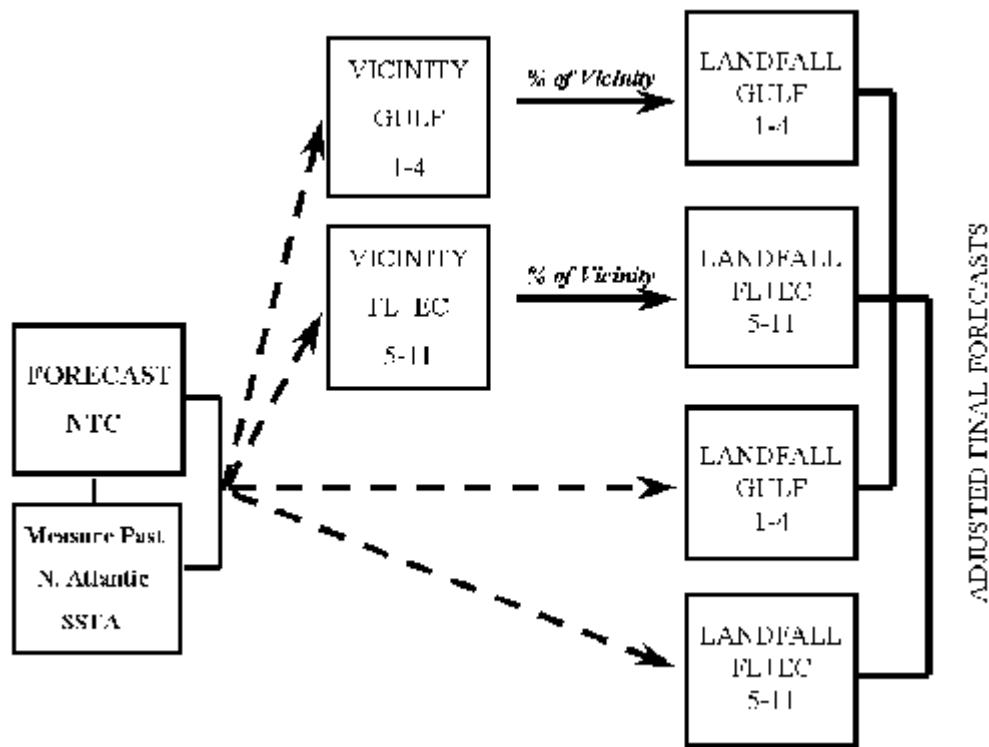 VICINITY
GULF
1-4
% of Vicinity
LANDFALL
GULF
1-4
VICINITY
FL+EC
5-11
% of Vicinity
LANDFALL
FL+EC
5-11
FORECAST
NTC
Measure Past
N. Atlantic
SSTA
LANDFALL
GULF
1-4
LANDFALL
FL+EC
5-11
ADJUSTED FINAL FORECASTS